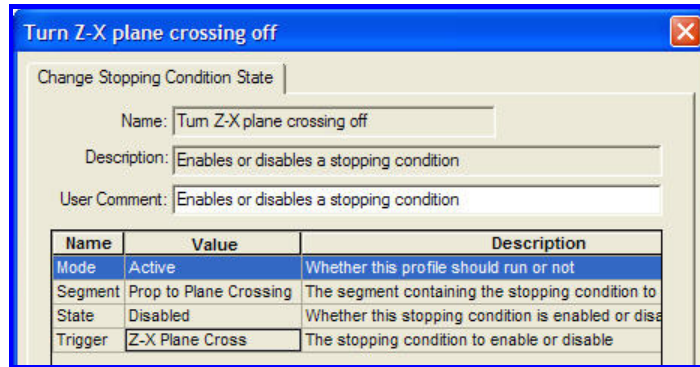 Turn Z-X plane crossing off
Change Stopping Condition State
Name: Turn Z-X plane crossing off
Description: Enables or disables a stopping condition
User Comment: Enables or disables a stopping condition
Name Value Description
Mode Active Whether this profile should run or not
Segment Prop to Plane Crossing The segment containing the stopping condition to
State Disabled Whether this stopping condition is enabled or disa
Trigger Z-X Plane Cross The stopping condition to enable or disable